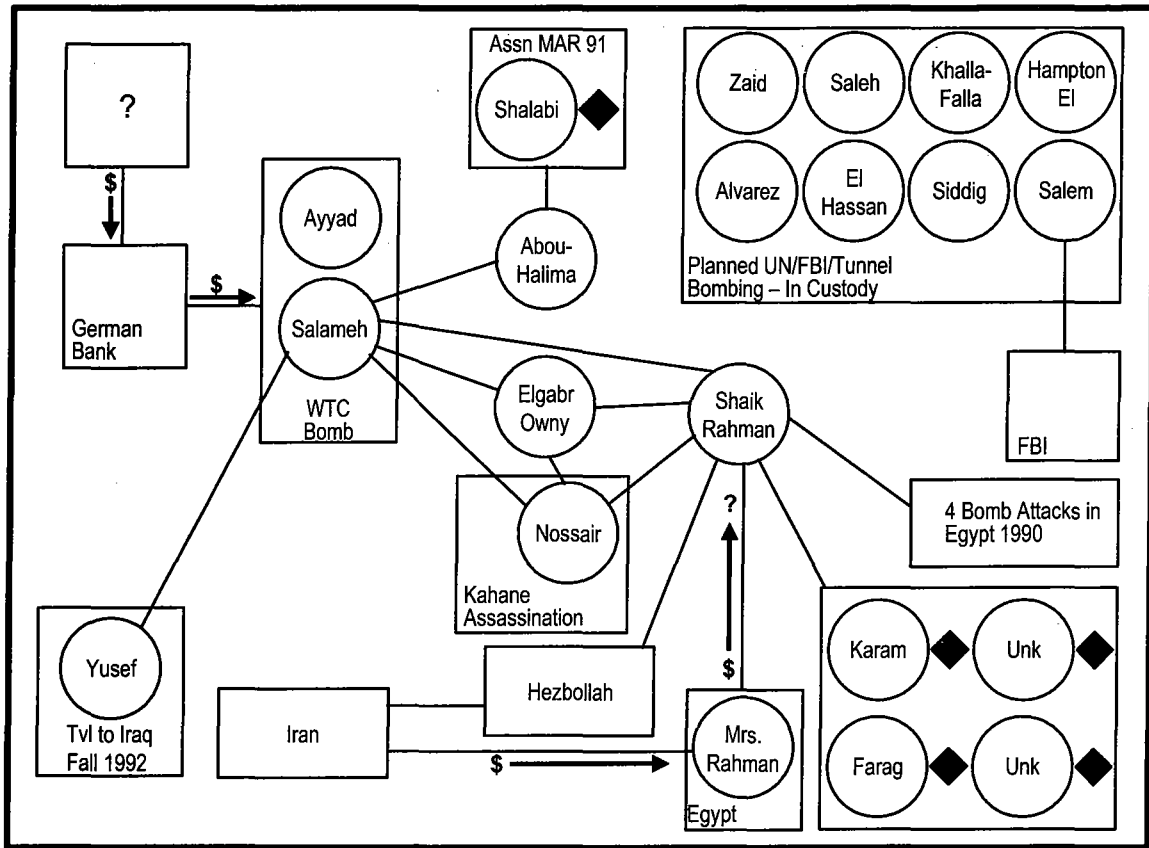 ?
$
German
Bank
$
Ayyad
Salameh
WTC
Bomb
Assn MAR 91
Shalabi
Abou-
Halima
Elgabr
Owny
Nossair
Kahane
Assassination
Shaik
Rahman
Zaid
Saleh
Khalla-
Falla
Hampton
El
Alvarez
El
Hassan
Siddig
Salem
Planned UN/FBI/Tunnel
Bombing – In Custody
FBI
4 Bomb Attacks in
Egypt 1990
Yusef
Tvl to Iraq
Fall 1992
Iran
Hezbollah
$
?
$
Mrs.
Rahman
Egypt
Karam
Unk
Farag
Unk